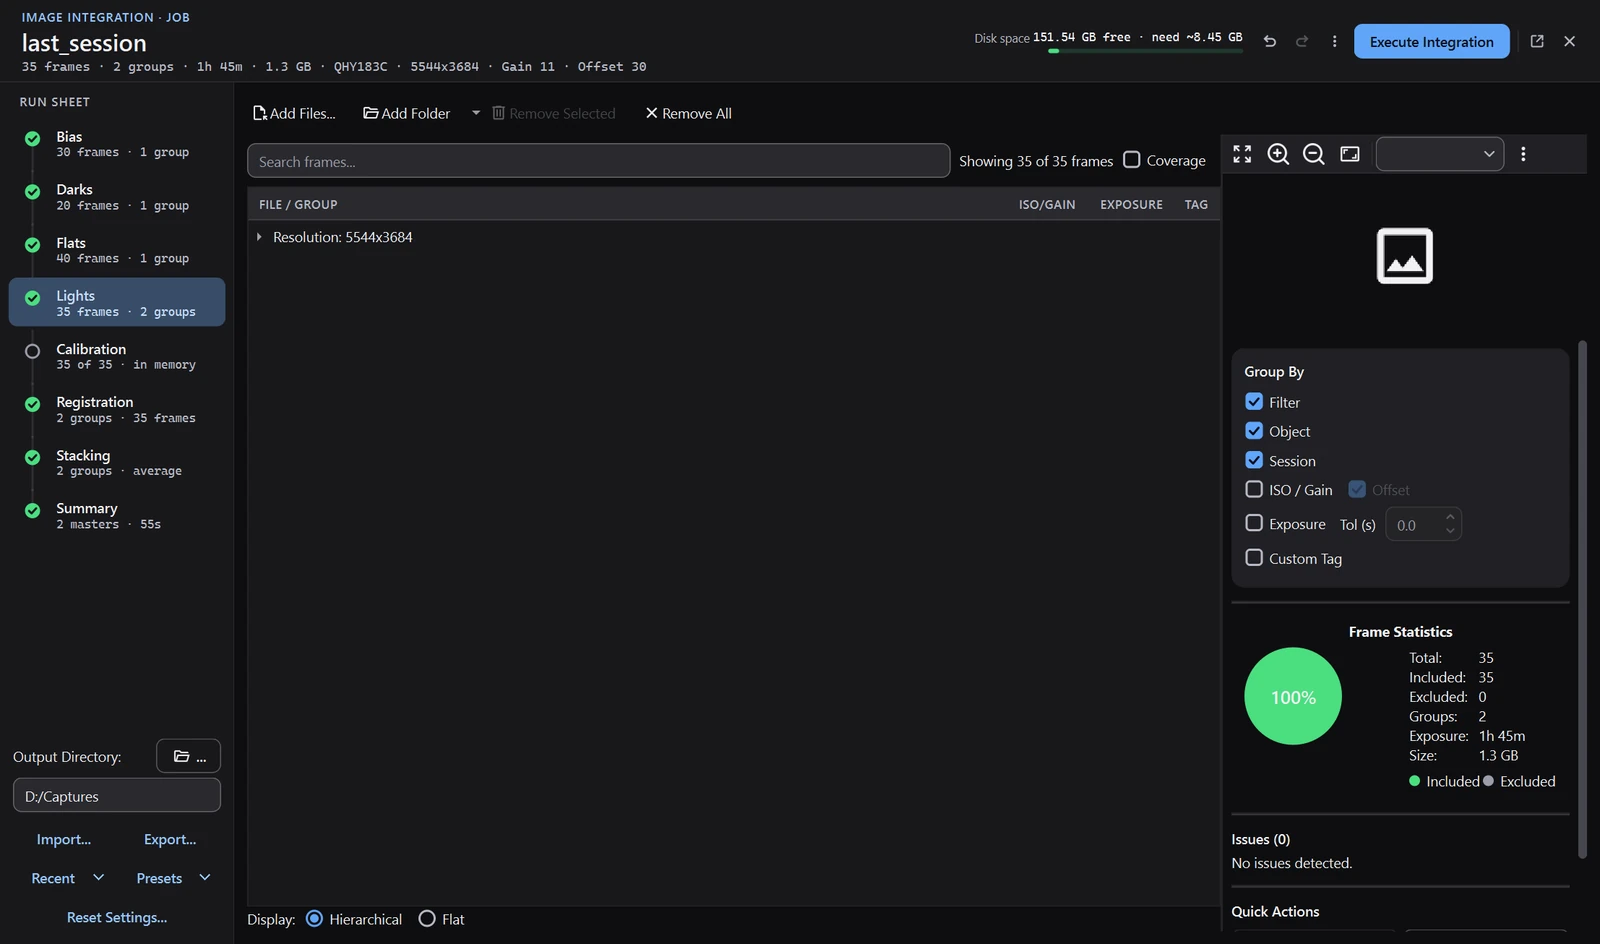 IMAGE INTEGRATION · JOB
last_session
35 frames · 2 groups · 1h 45m · 1.3 GB · QHY183C · 5544x3684 · Gain 11 · Offset 30
Disk space 151.54 GB free · need ~8.45 GB
Execute Integration
RUN SHEET
Bias
30 frames · 1 group
Darks
20 frames · 1 group
Flats
40 frames · 1 group
Lights
35 frames · 2 groups
Calibration
35 of 35 · in memory
Registration
2 groups · 35 frames
Stacking
2 groups · average
Summary
2 masters · 55s
Output Directory:
...
D:/Captures
Import... Export...
Recent Presets
Reset Settings...
Add Files... Add Folder Remove Selected Remove All
Search frames...
Showing 35 of 35 frames Coverage
FILE / GROUP ISO/GAIN EXPOSURE TAG
Resolution: 5544x3684
Display: Hierarchical Flat
Group By
Filter
Object
Session
ISO / Gain Offset
Exposure Tol (s) 0.0
Custom Tag
Frame Statistics
100%
Total: 35
Included: 35
Excluded: 0
Groups: 2
Exposure: 1h 45m
Size: 1.3 GB
Included Excluded
Issues (0)
No issues detected.
Quick Actions